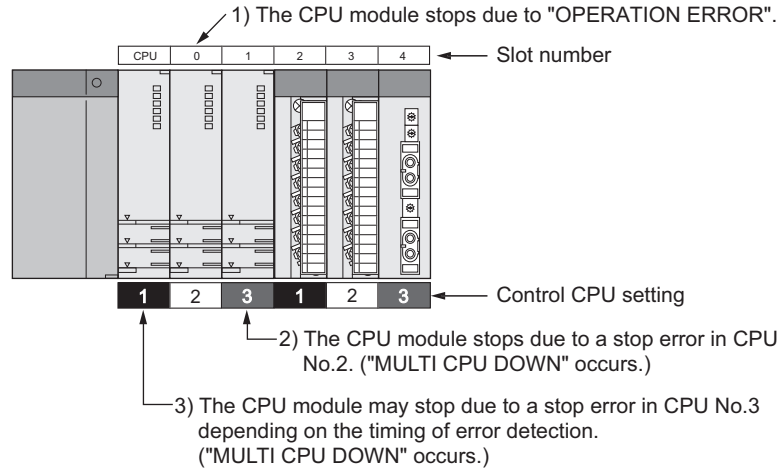 1) The CPU module stops due to "OPERATION ERROR".
CPU 0 1 2 3 4
Slot number
1 2 3 1 2 3
Control CPU setting
2) The CPU module stops due to a stop error in CPU
No.2. ("MULTI CPU DOWN" occurs.)
3) The CPU module may stop due to a stop error in CPU No.3
depending on the timing of error detection.
("MULTI CPU DOWN" occurs.)